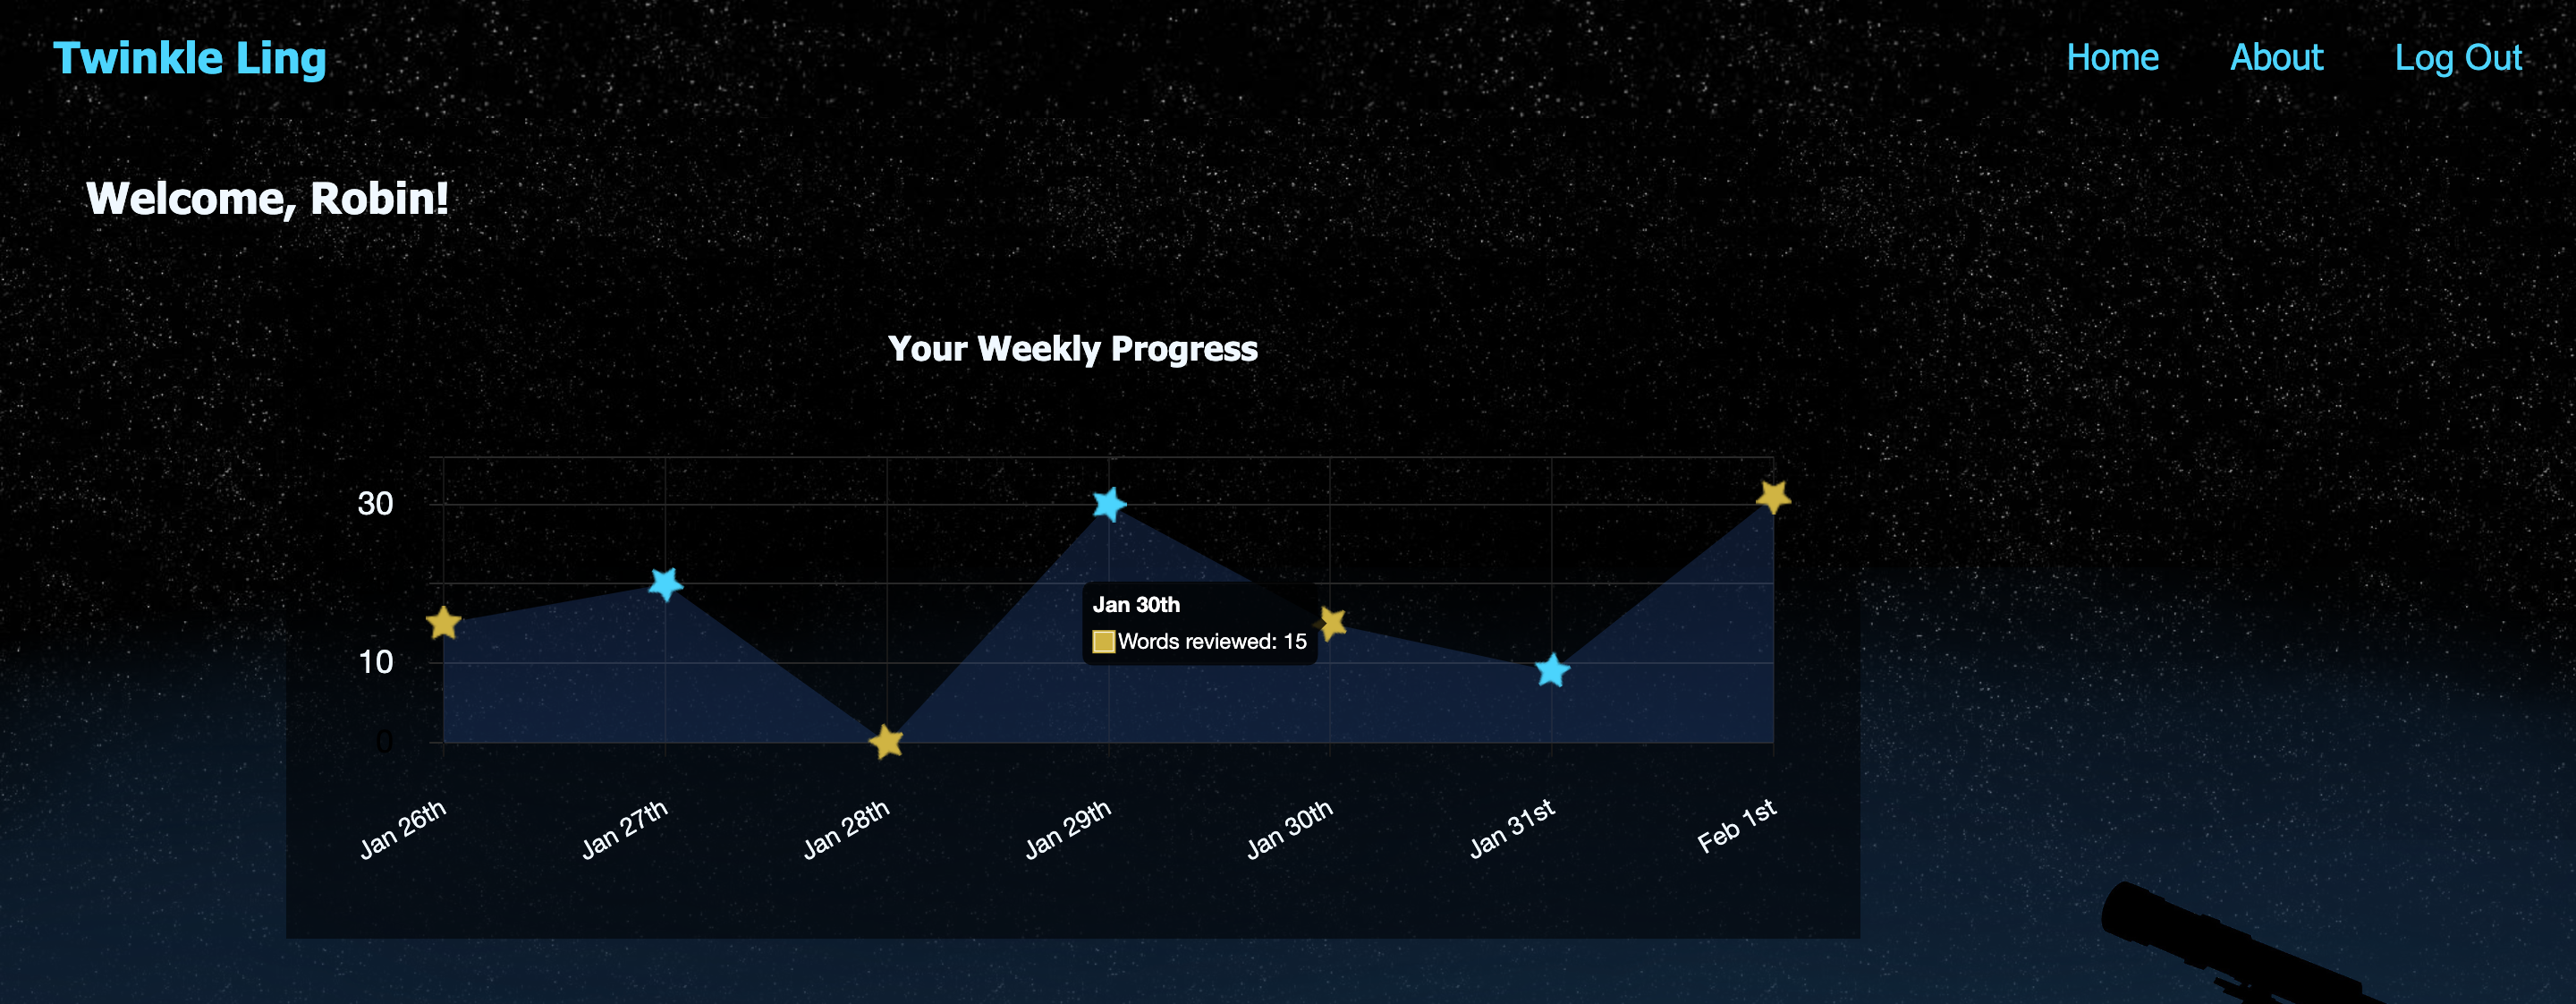 Twinkle Ling
Home
About
Log Out
Welcome, Robin!
Your Weekly Progress
30
10
0
Jan 30th
Words reviewed: 15
Jan 26th
Jan 27th
Jan 28th
Jan 29th
Jan 30th
Jan 31st
Feb 1st